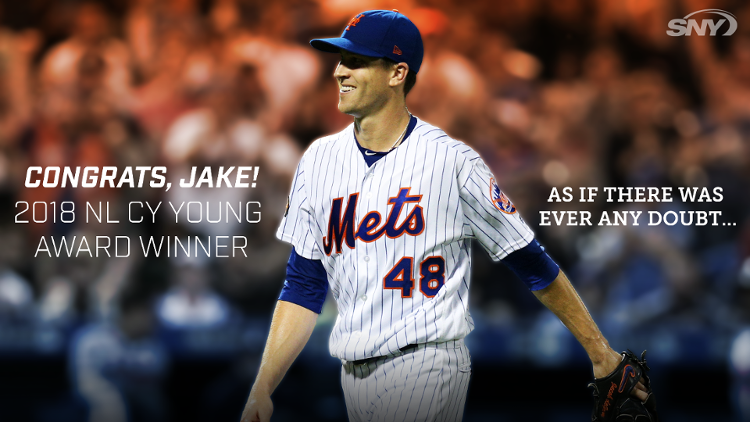 SNY
CONGRATS, JAKE!
2018 NL CY YOUNG
AWARD WINNER
AS IF THERE WAS
EVER ANY DOUBT...
Mets
48